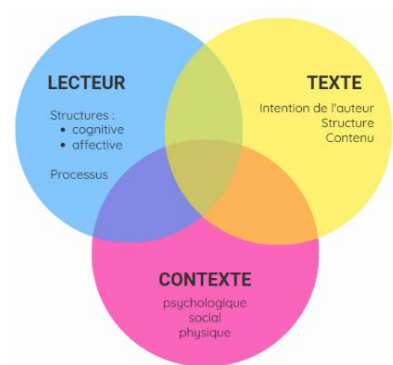 LECTEUR
Structures :
• cognitive
• affective
Processus
TEXTE
Intention de l'auteur
Structure
Contenu
CONTEXTE
psychologique
social
physique